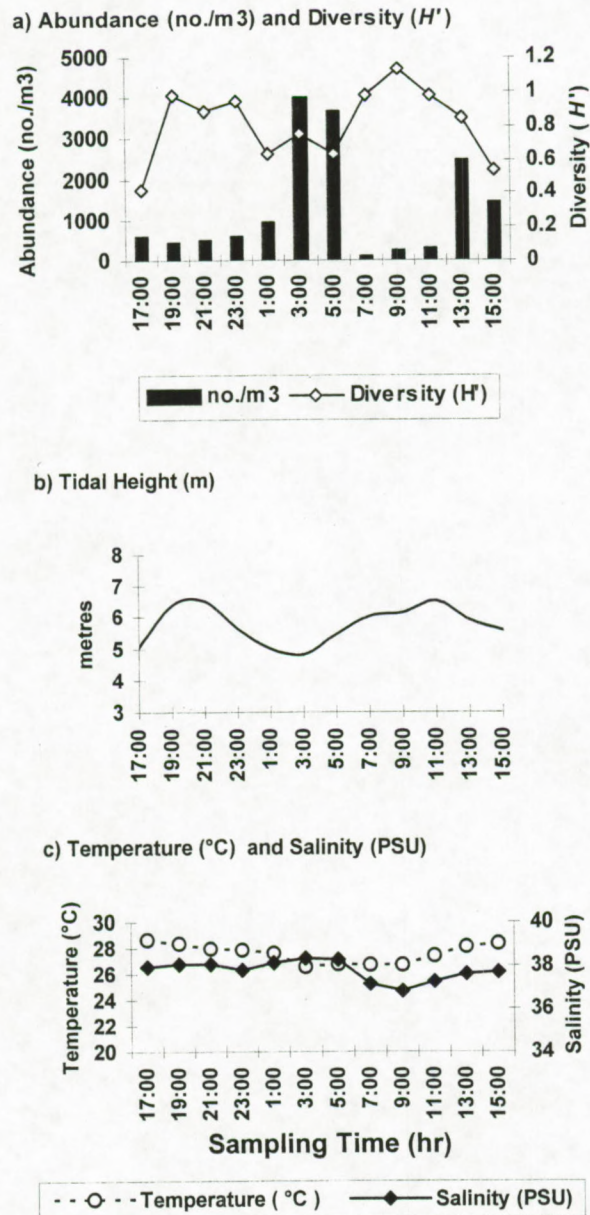 a) Abundance (no./m3) and Diversity (H')
Abundance (no./m3)
5000
4000
3000
2000
1000
0
1.2
1
0.8
0.6
0.4
0.2
0
Diversity (H')
17:00 19:00 21:00 23:00 1:00 3:00 5:00 7:00 9:00 11:00 13:00 15:00
no./m3 Diversity (H')
b) Tidal Height (m)
metres
8
7
6
5
4
3
17:00 19:00 21:00 23:00 1:00 3:00 5:00 7:00 9:00 11:00 13:00 15:00
c) Temperature (°C) and Salinity (PSU)
Temperature (°C)
30
28
26
24
22
20
40
38
36
34
Salinity (PSU)
17:00 19:00 21:00 23:00 1:00 3:00 5:00 7:00 9:00 11:00 13:00 15:00
Sampling Time (hr)
Temperature ( °C ) Salinity (PSU)